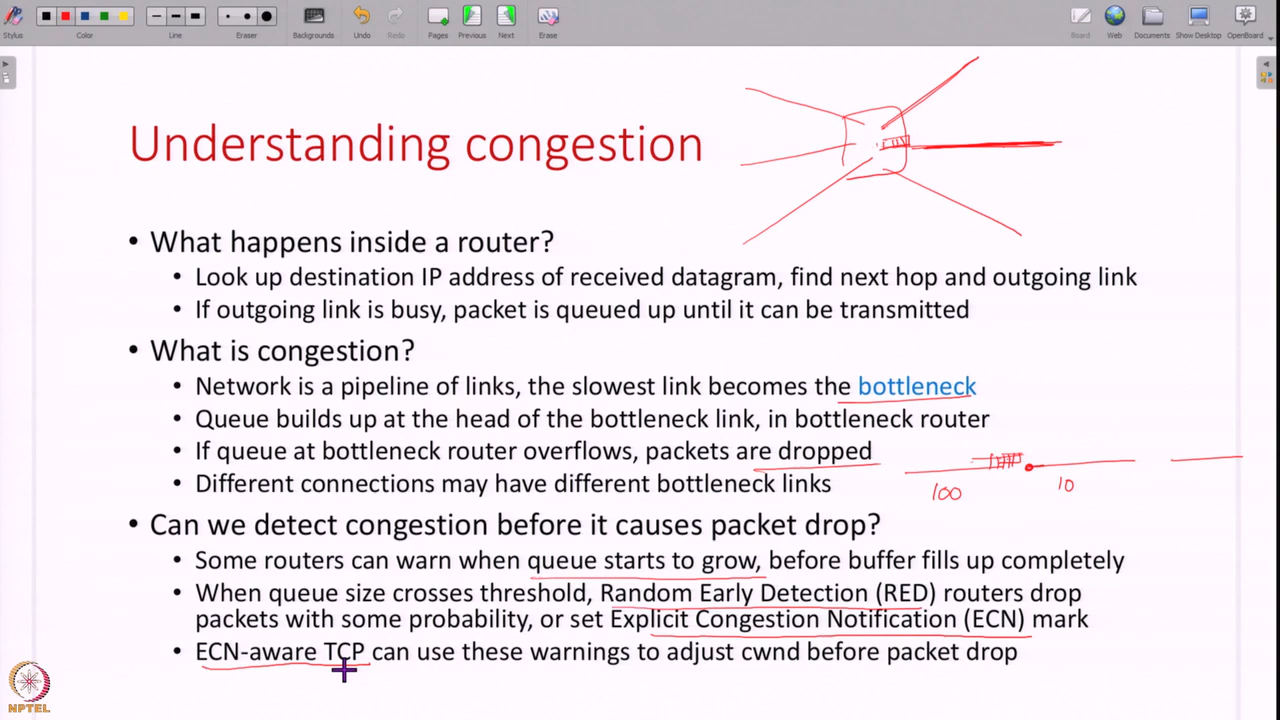 Stylus
Color
Line
Eraser
Backgrounds
Undo
Redo
Pages
Previous
Next
Erase
Board
Web
Documents
Show Desktop
OpenBoard
Understanding congestion
• What happens inside a router?
• Look up destination IP address of received datagram, find next hop and outgoing link
• If outgoing link is busy, packet is queued up until it can be transmitted
• What is congestion?
• Network is a pipeline of links, the slowest link becomes the bottleneck
• Queue builds up at the head of the bottleneck link, in bottleneck router
• If queue at bottleneck router overflows, packets are dropped
• Different connections may have different bottleneck links
100
10
• Can we detect congestion before it causes packet drop?
• Some routers can warn when queue starts to grow, before buffer fills up completely
• When queue size crosses threshold, Random Early Detection (RED) routers drop
packets with some probability, or set Explicit Congestion Notification (ECN) mark
• ECN-aware TCP can use these warnings to adjust cwnd before packet drop
NPTEL